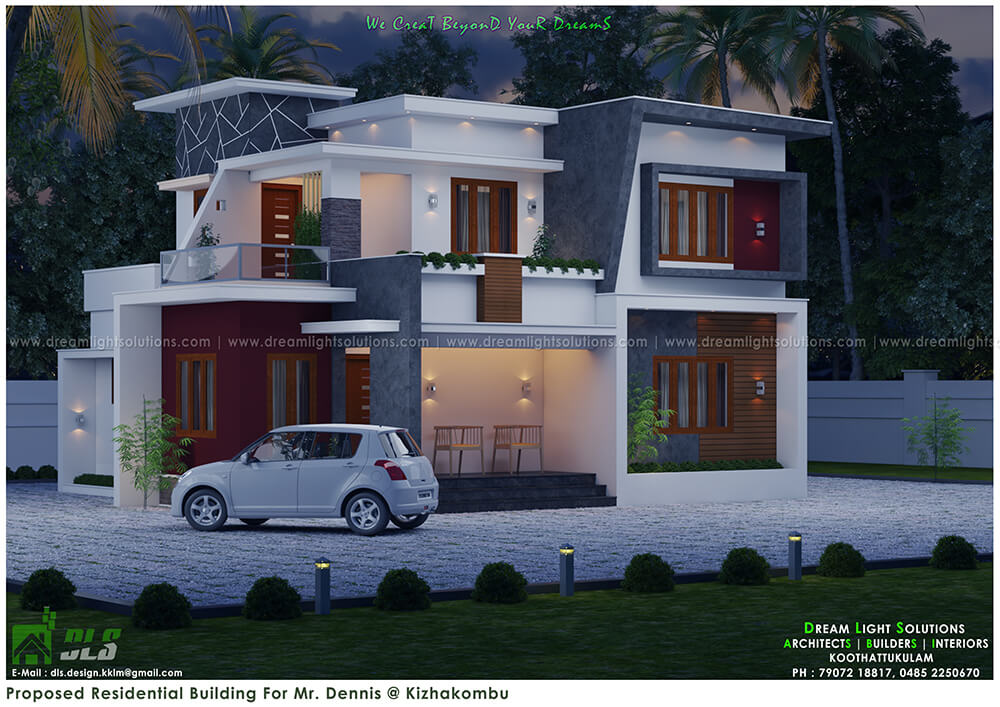 We CreaT BeyonD YouR DreamS
www.dreamlightsolutions.com. | www.dreamlightsolutions.com. | www.dreamlightsolutions.com. | www.dreamlightsolutions.com.
DLS
E-Mail : dls.design.kklm@gmail.com
DREAM LIGHT SOLUTIONS
ARCHITECTS | BUILDERS | INTERIORS
KOOTHATTUKULAM
PH : 79072 18817, 0485 2250670
Proposed Residential Building For Mr. Dennis @ Kizhakombu